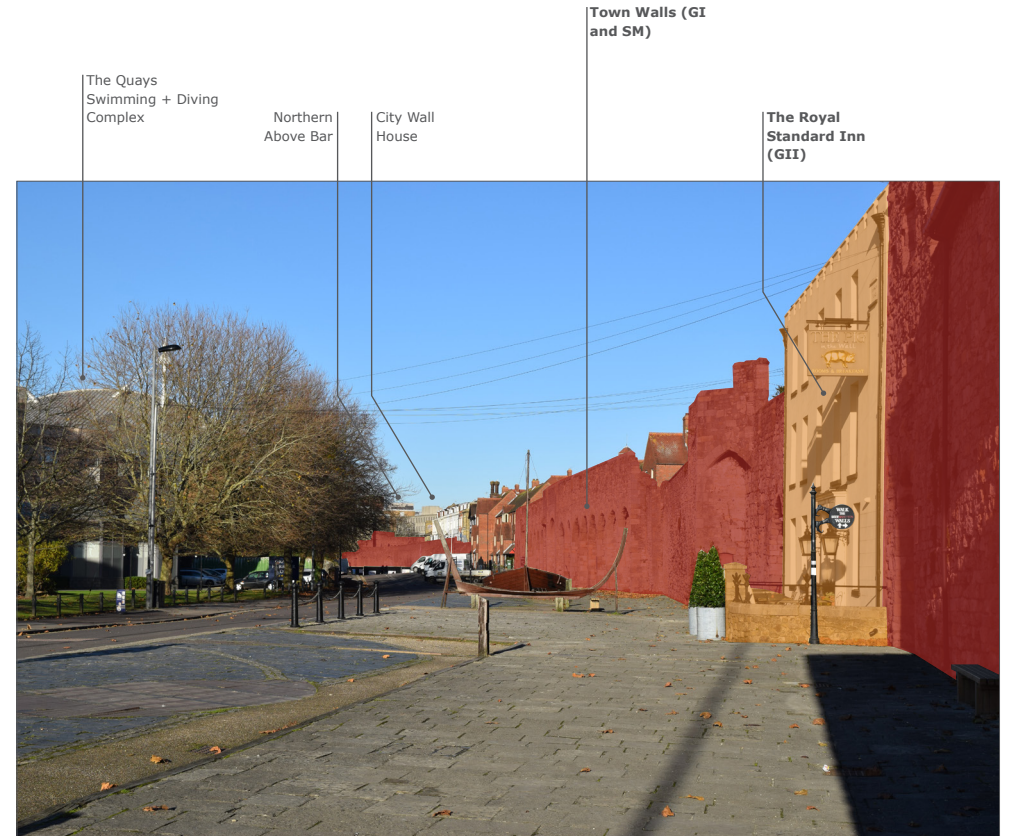 Town Walls (GI
and SM)
The Quays
Swimming + Diving
Complex
Northern
Above Bar
City Wall
House
The Royal
Standard Inn
(GII)
WALK
THE
WALLS